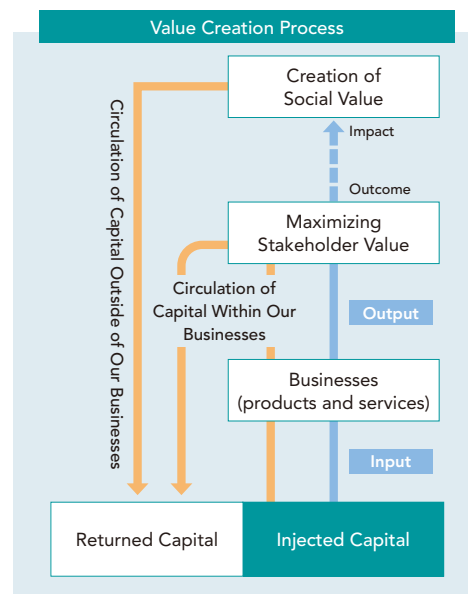 Value Creation Process
Creation of
Social Value
Impact
Outcome
Circulation of Capital Outside of Our Businesses
Maximizing
Stakeholder Value
Circulation of
Capital Within Our
Businesses
Output
Businesses
(products and services)
Input
Returned Capital
Injected Capital